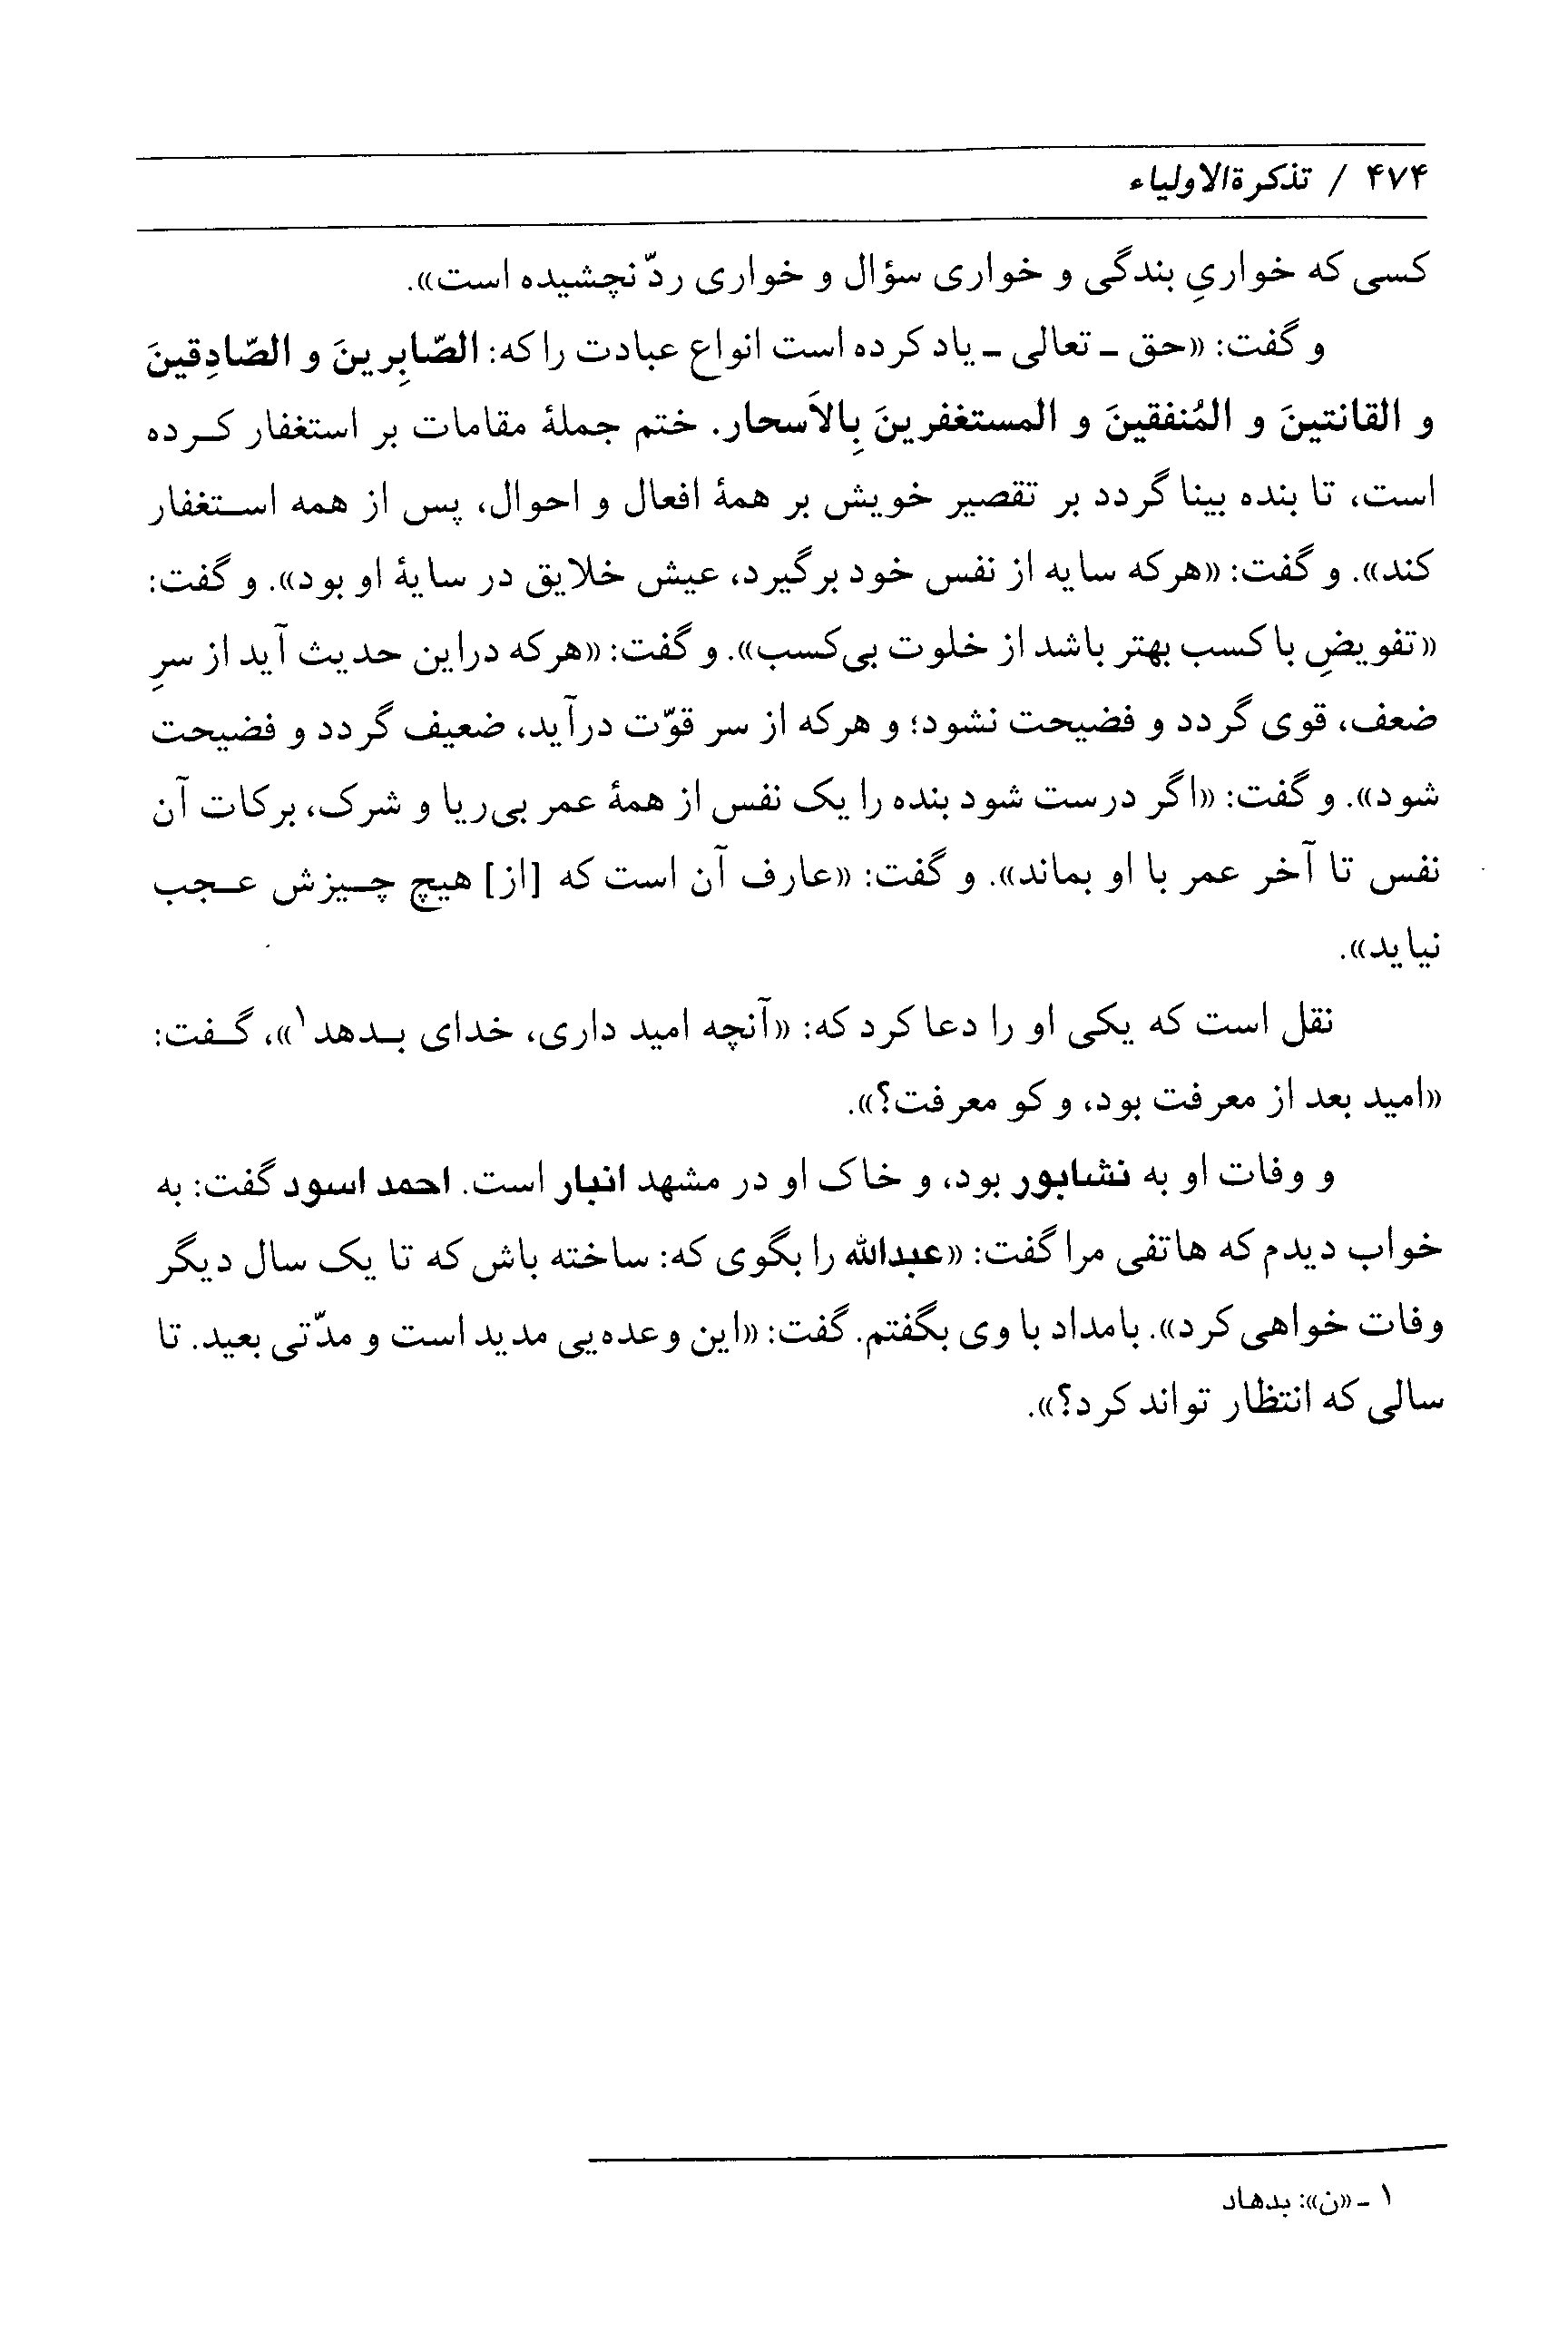 ۴۷۴ / تذکرةالاولیاء
کسی که خواریِ بندگی و خواری سؤال و خواری ردّ نچشیده است».
و گفت: «حق ـ تعالی ـ یاد کرده است انواع عبادت را که: الصّابِرینَ و الصّادِقینَ
و القانتینَ و المُنفقینَ و المستغفرینَ بِالاَسحار. ختم جملۀ مقامات بر استغفار کرده
است، تا بنده بینا گردد بر تقصیر خویش بر همۀ افعال و احوال، پس از همه استغفار
کند». و گفت: «هرکه سایه از نفس خود برگیرد، عیش خلایق در سایۀ او بود». و گفت:
«تفویضِ با کسب بهتر باشد از خلوت بی‌کسب». و گفت: «هرکه دراین حدیث آید از سرِ
ضعف، قوی گردد و فضیحت نشود؛ و هرکه از سر قوّت درآید، ضعیف گردد و فضیحت
شود». و گفت: «اگر درست شود بنده را یک نفس از همۀ عمر بی‌ریا و شرک، برکات آن
نفس تا آخر عمر با او بماند». و گفت: «عارف آن است که [از] هیچ چیزش عجب
نیاید».
نقل است که یکی او را دعا کرد که: «آنچه امید داری، خدای بدهد۱»، گفت:
«امید بعد از معرفت بود، و کو معرفت؟».
و وفات او به نشابور بود، و خاک او در مشهد انبار است. احمد اسود گفت: به
خواب دیدم که هاتفی مرا گفت: «عبدالله را بگوی که: ساخته باش که تا یک سال دیگر
وفات خواهی کرد». بامداد با وی بگفتم. گفت: «این وعده‌یی مدید است و مدّتی بعید. تا
سالی که انتظار تواند کرد؟».
۱ ـ «ن»: بدهاد